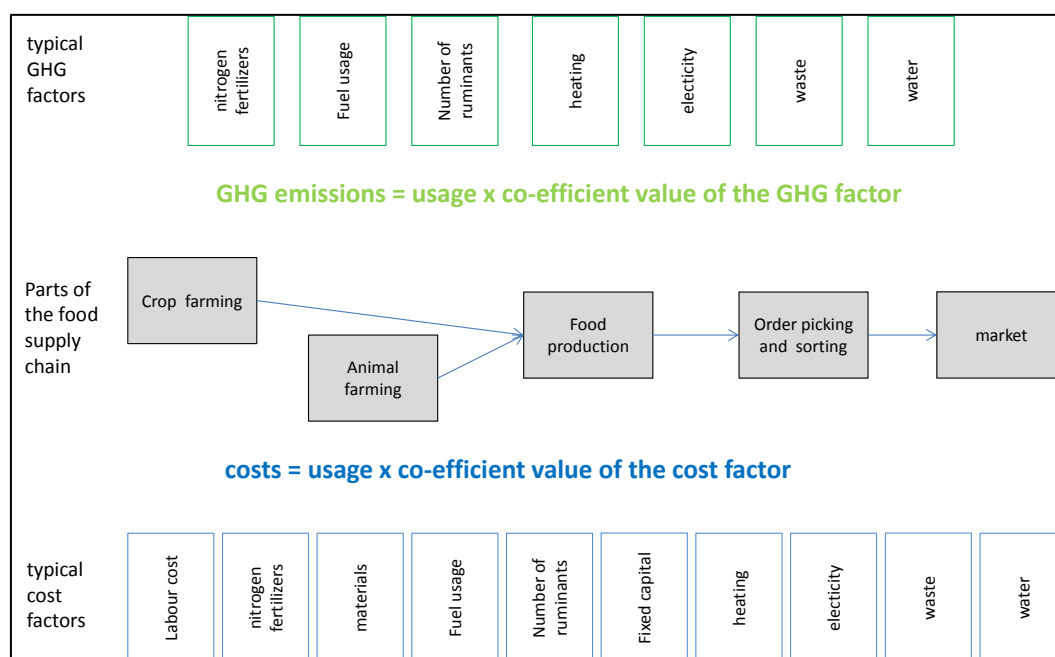 typical
GHG
factors
nitrogen
fertilizers
Fuel usage
Number of
ruminants
heating
electicity
waste
water
GHG emissions = usage x co-efficient value of the GHG factor
Parts of
the food
supply
chain
Crop farming
Animal
farming
Food
production
Order picking
and sorting
market
costs = usage x co-efficient value of the cost factor
typical
cost
factors
Labour cost
nitrogen
fertilizers
materials
Fuel usage
Number of
ruminants
Fixed capital
heating
electricity
waste
water